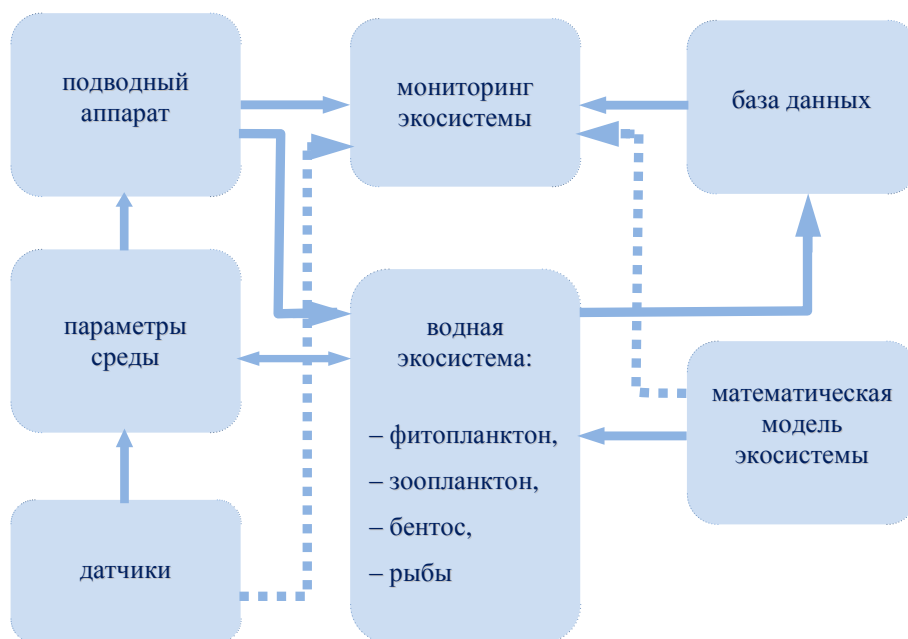 подводный
аппарат
мониторинг
экосистемы
база данных
параметры
среды
водная
экосистема:
– фитопланктон,
– зоопланктон,
– бентос,
– рыбы
математическая
модель
экосистемы
датчики